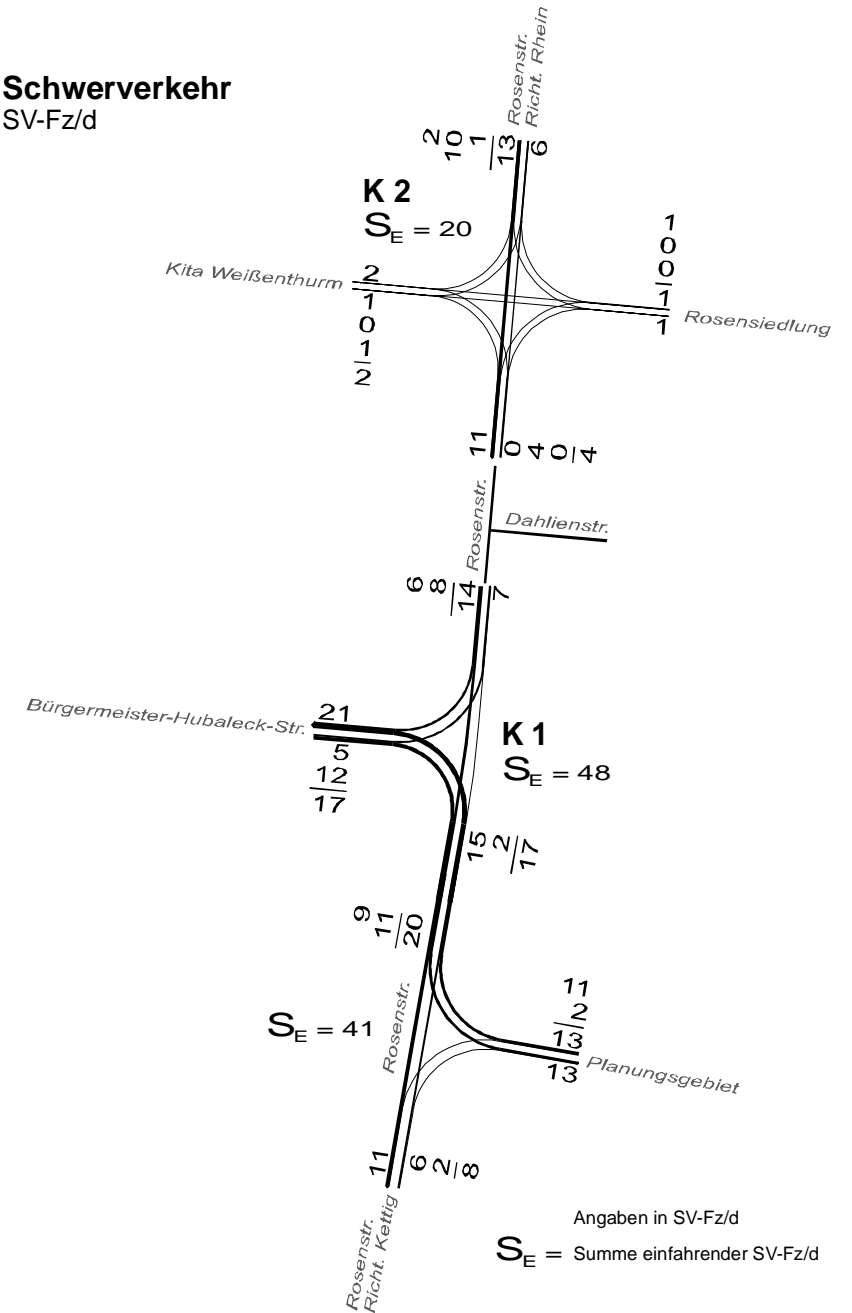 Schwerverkehr
SV-Fz/d
Rosenstr.
Richt. Rhein
2
10
1
13
6
K 2
SE = 20
Kita Weißenthurm
2
1
0
1
2
1
0
0
1
1
Rosensiedlung
11
0
4
0
4
Rosenstr.
Dahlienstr.
6
8
14
7
Bürgermeister-Hubaleck-Str.
21
5
12
17
K 1
SE = 48
15
2
17
9
11
20
Rosenstr.
SE = 41
11
2
13
13
Planungsgebiet
11
6
2
8
Rosenstr.
Richt. Kettig
Angaben in SV-Fz/d
SE = Summe einfahrender SV-Fz/d